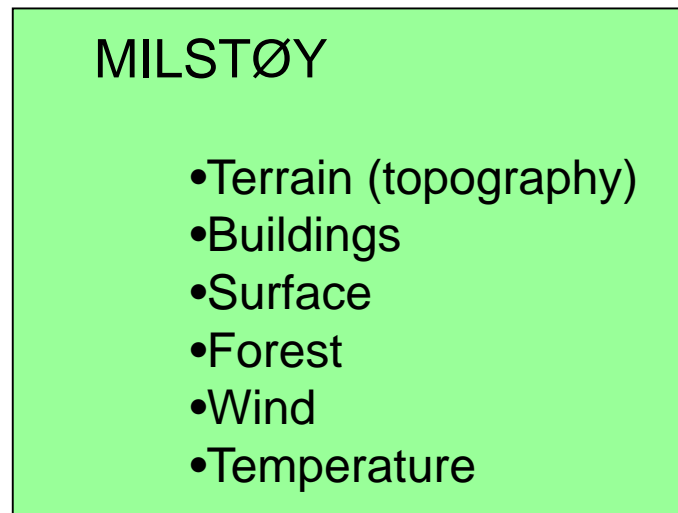 MILSTØY
•Terrain (topography)
•Buildings
•Surface
•Forest
•Wind
•Temperature